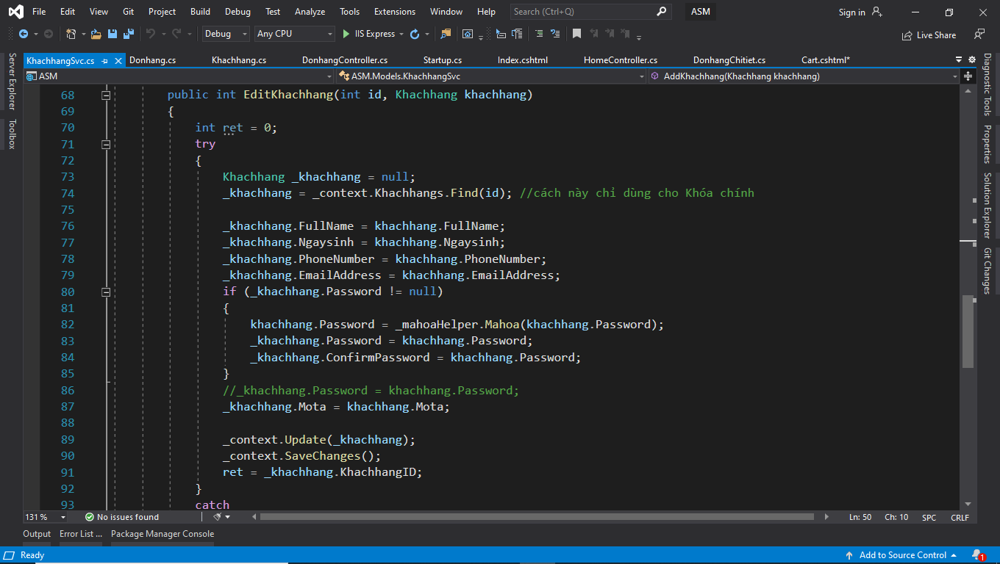 File Edit View Git Project Build Debug Test Analyze Tools Extensions Window Help Search (Ctrl+Q) ASM Sign in
Debug Any CPU IIS Express Live Share
KhachhangSvc.cs Donhang.cs Khachhang.cs DonhangController.cs Startup.cs Index.cshtml HomeController.cs DonhangChitiet.cs Cart.cshtml*
ASM ASM.Models.KhachhangSvc AddKhachhang(Khachhang khachhang)
Server Explorer
Toolbox
68 public int EditKhachhang(int id, Khachhang khachhang)
69 {
70 int ret = 0;
71 try
72 {
73 Khachhang _khachhang = null;
74 _khachhang = _context.Khachhangs.Find(id); //cách này chỉ dùng cho Khóa chính
75
76 _khachhang.FullName = khachhang.FullName;
77 _khachhang.Ngaysinh = khachhang.Ngaysinh;
78 _khachhang.PhoneNumber = khachhang.PhoneNumber;
79 _khachhang.EmailAddress = khachhang.EmailAddress;
80 if (_khachhang.Password != null)
81 {
82 khachhang.Password = _mahoaHelper.Mahoa(khachhang.Password);
83 _khachhang.Password = khachhang.Password;
84 _khachhang.ConfirmPassword = khachhang.Password;
85 }
86 //_khachhang.Password = khachhang.Password;
87 _khachhang.Mota = khachhang.Mota;
88
89 _context.Update(_khachhang);
90 _context.SaveChanges();
91 ret = _khachhang.KhachhangID;
92 }
93 catch
Diagnostic Tools
Properties
Solution Explorer
Git Changes
131 % No issues found Ln: 50 Ch: 10 SPC CRLF
Output Error List ... Package Manager Console
Ready Add to Source Control 1